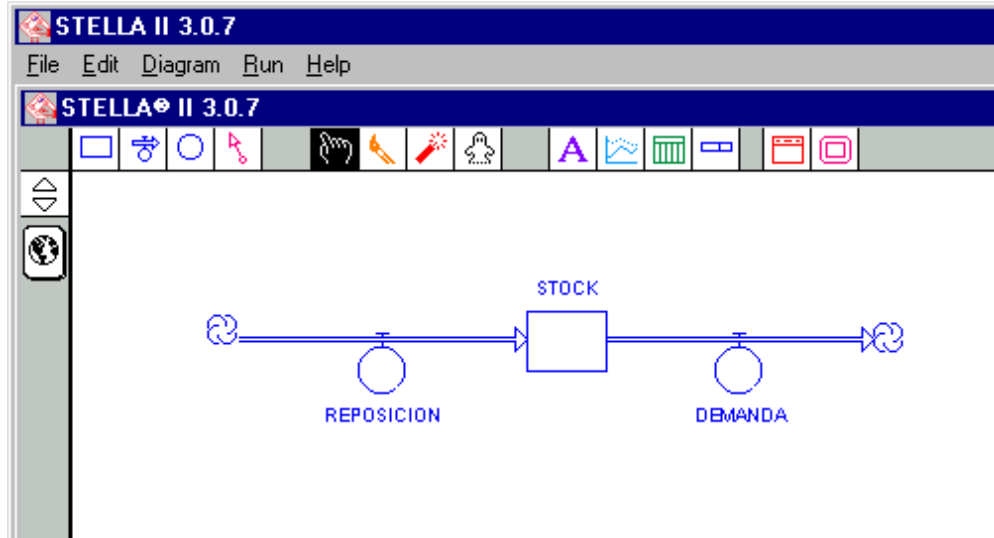 STELLA II 3.0.7
File Edit Diagram Run Help
STELLA® II 3.0.7
A
STOCK
REPOSICION
DEMANDA